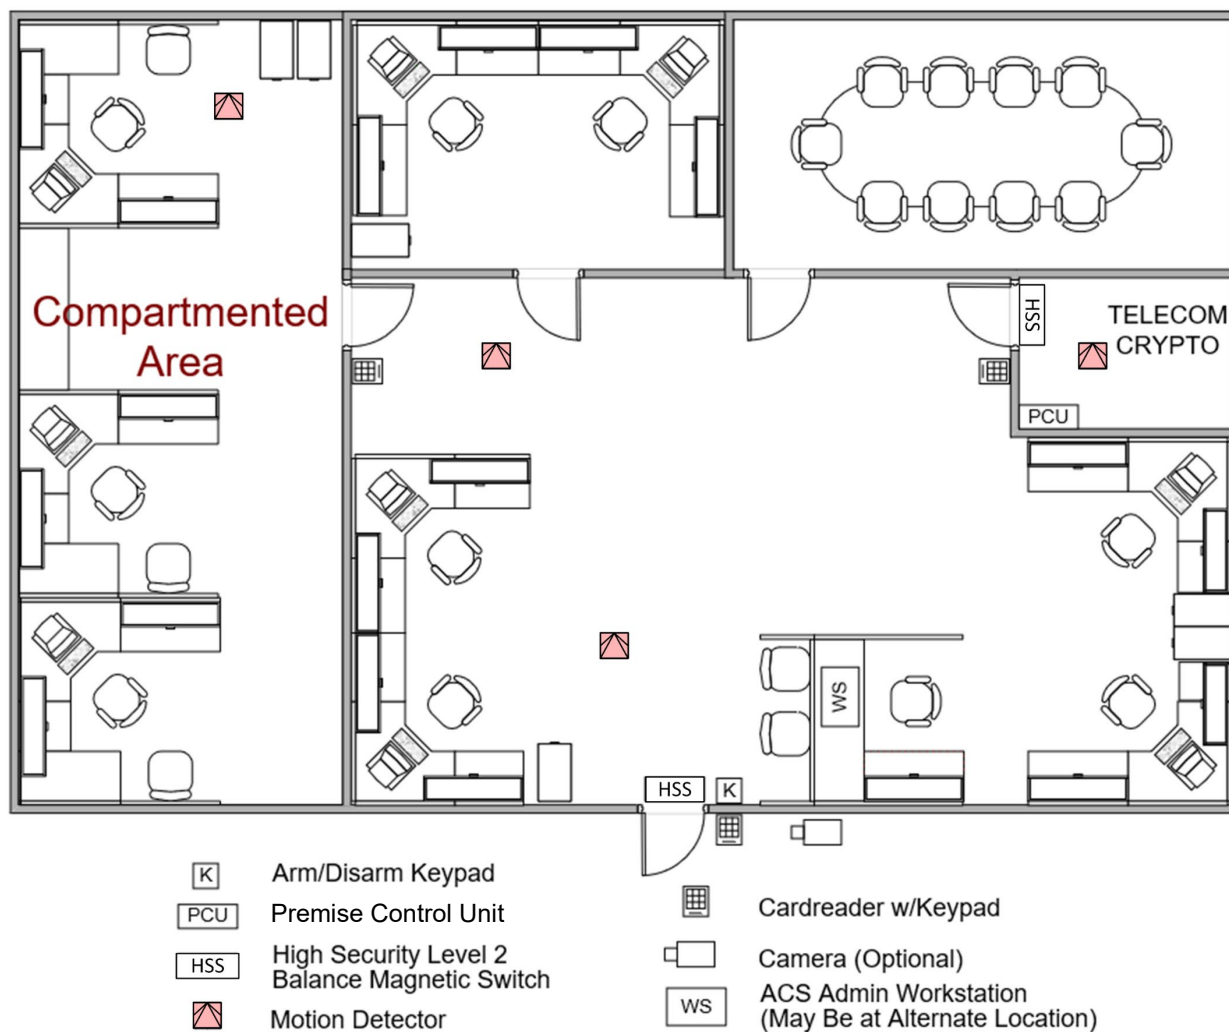 HSS
TELECOM
CRYPTO
Compartmented
Area
PCU
WS
HSS
K
K
Arm/Disarm Keypad
PCU
Premise Control Unit
HSS
High Security Level 2
Balance Magnetic Switch
Motion Detector
Cardreader w/Keypad
Camera (Optional)
WS
ACS Admin Workstation
(May Be at Alternate Location)